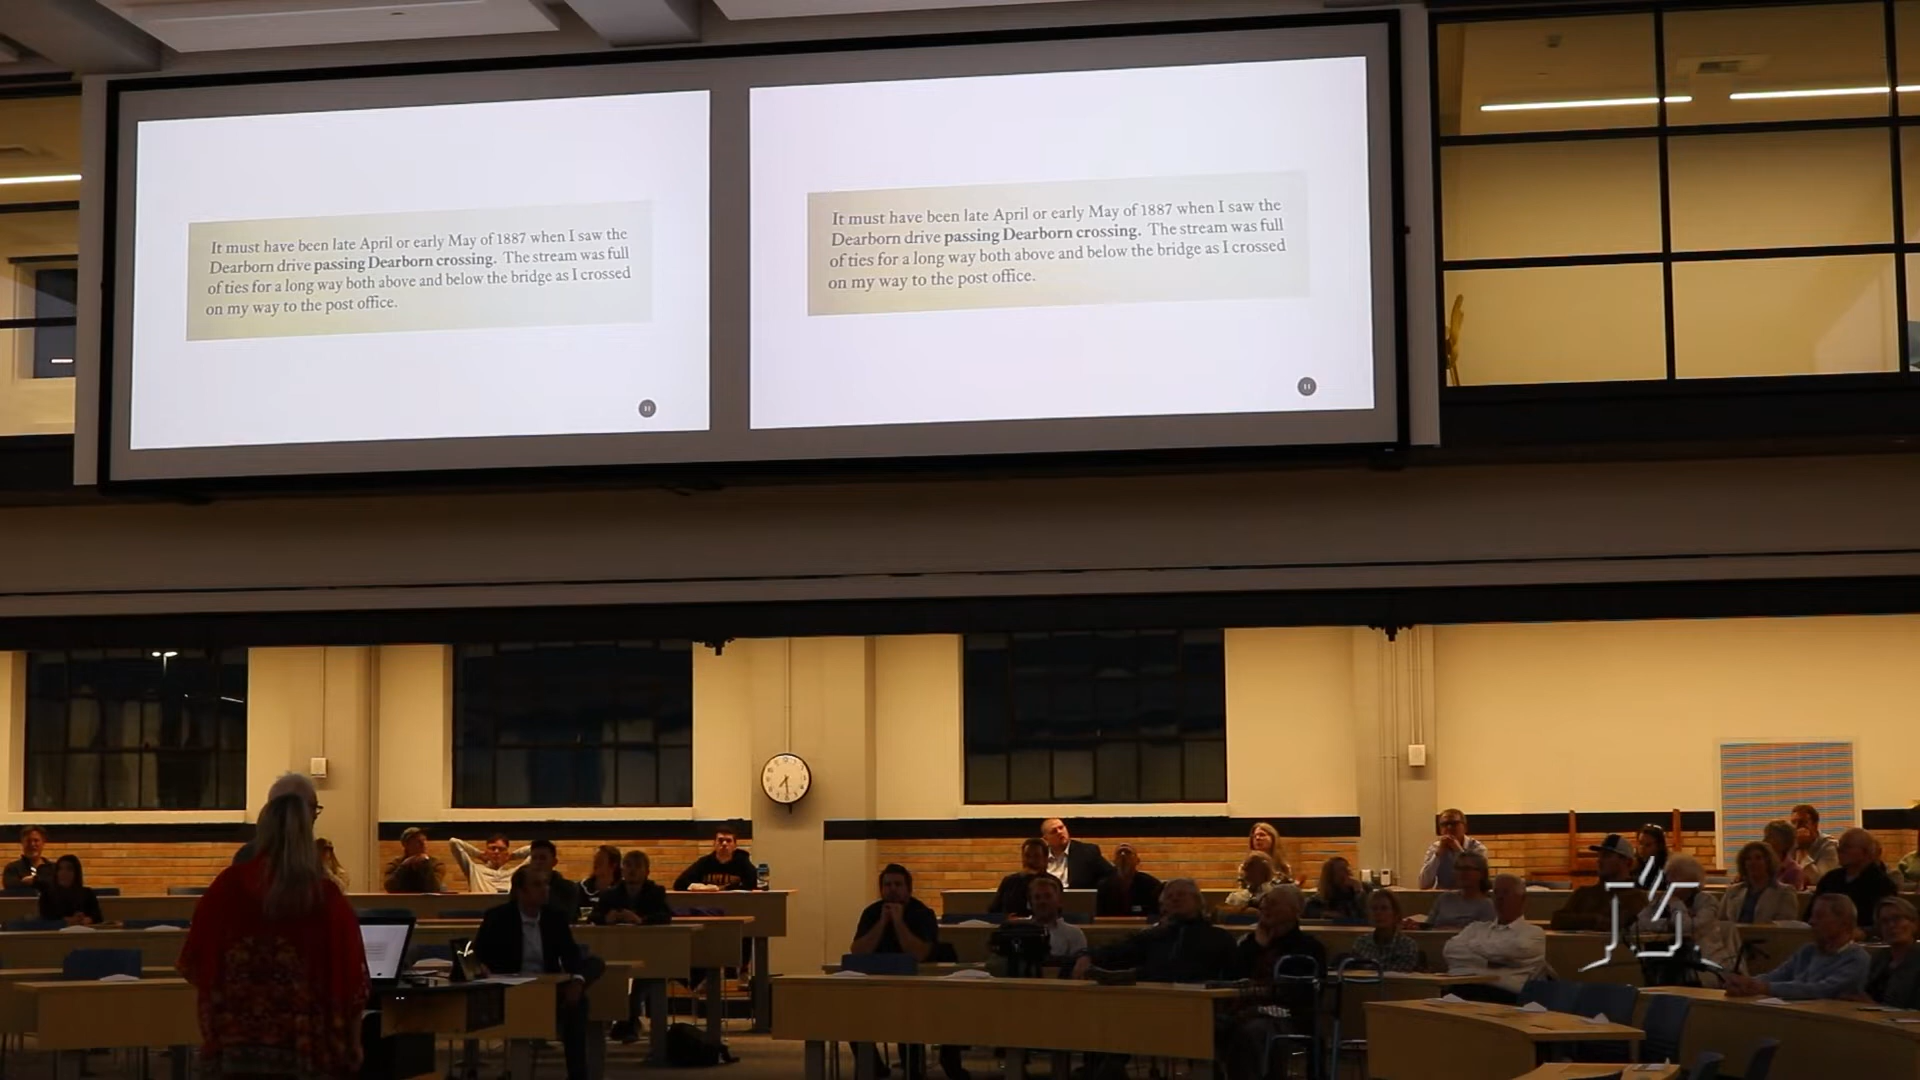 It must have been late April or early May of 1887 when I saw the
Dearborn drive passing Dearborn crossing. The stream was full
of ties for a long way both above and below the bridge as I crossed
on my way to the post office.
It must have been late April or early May of 1887 when I saw the
Dearborn drive passing Dearborn crossing. The stream was full
of ties for a long way both above and below the bridge as I crossed
on my way to the post office.